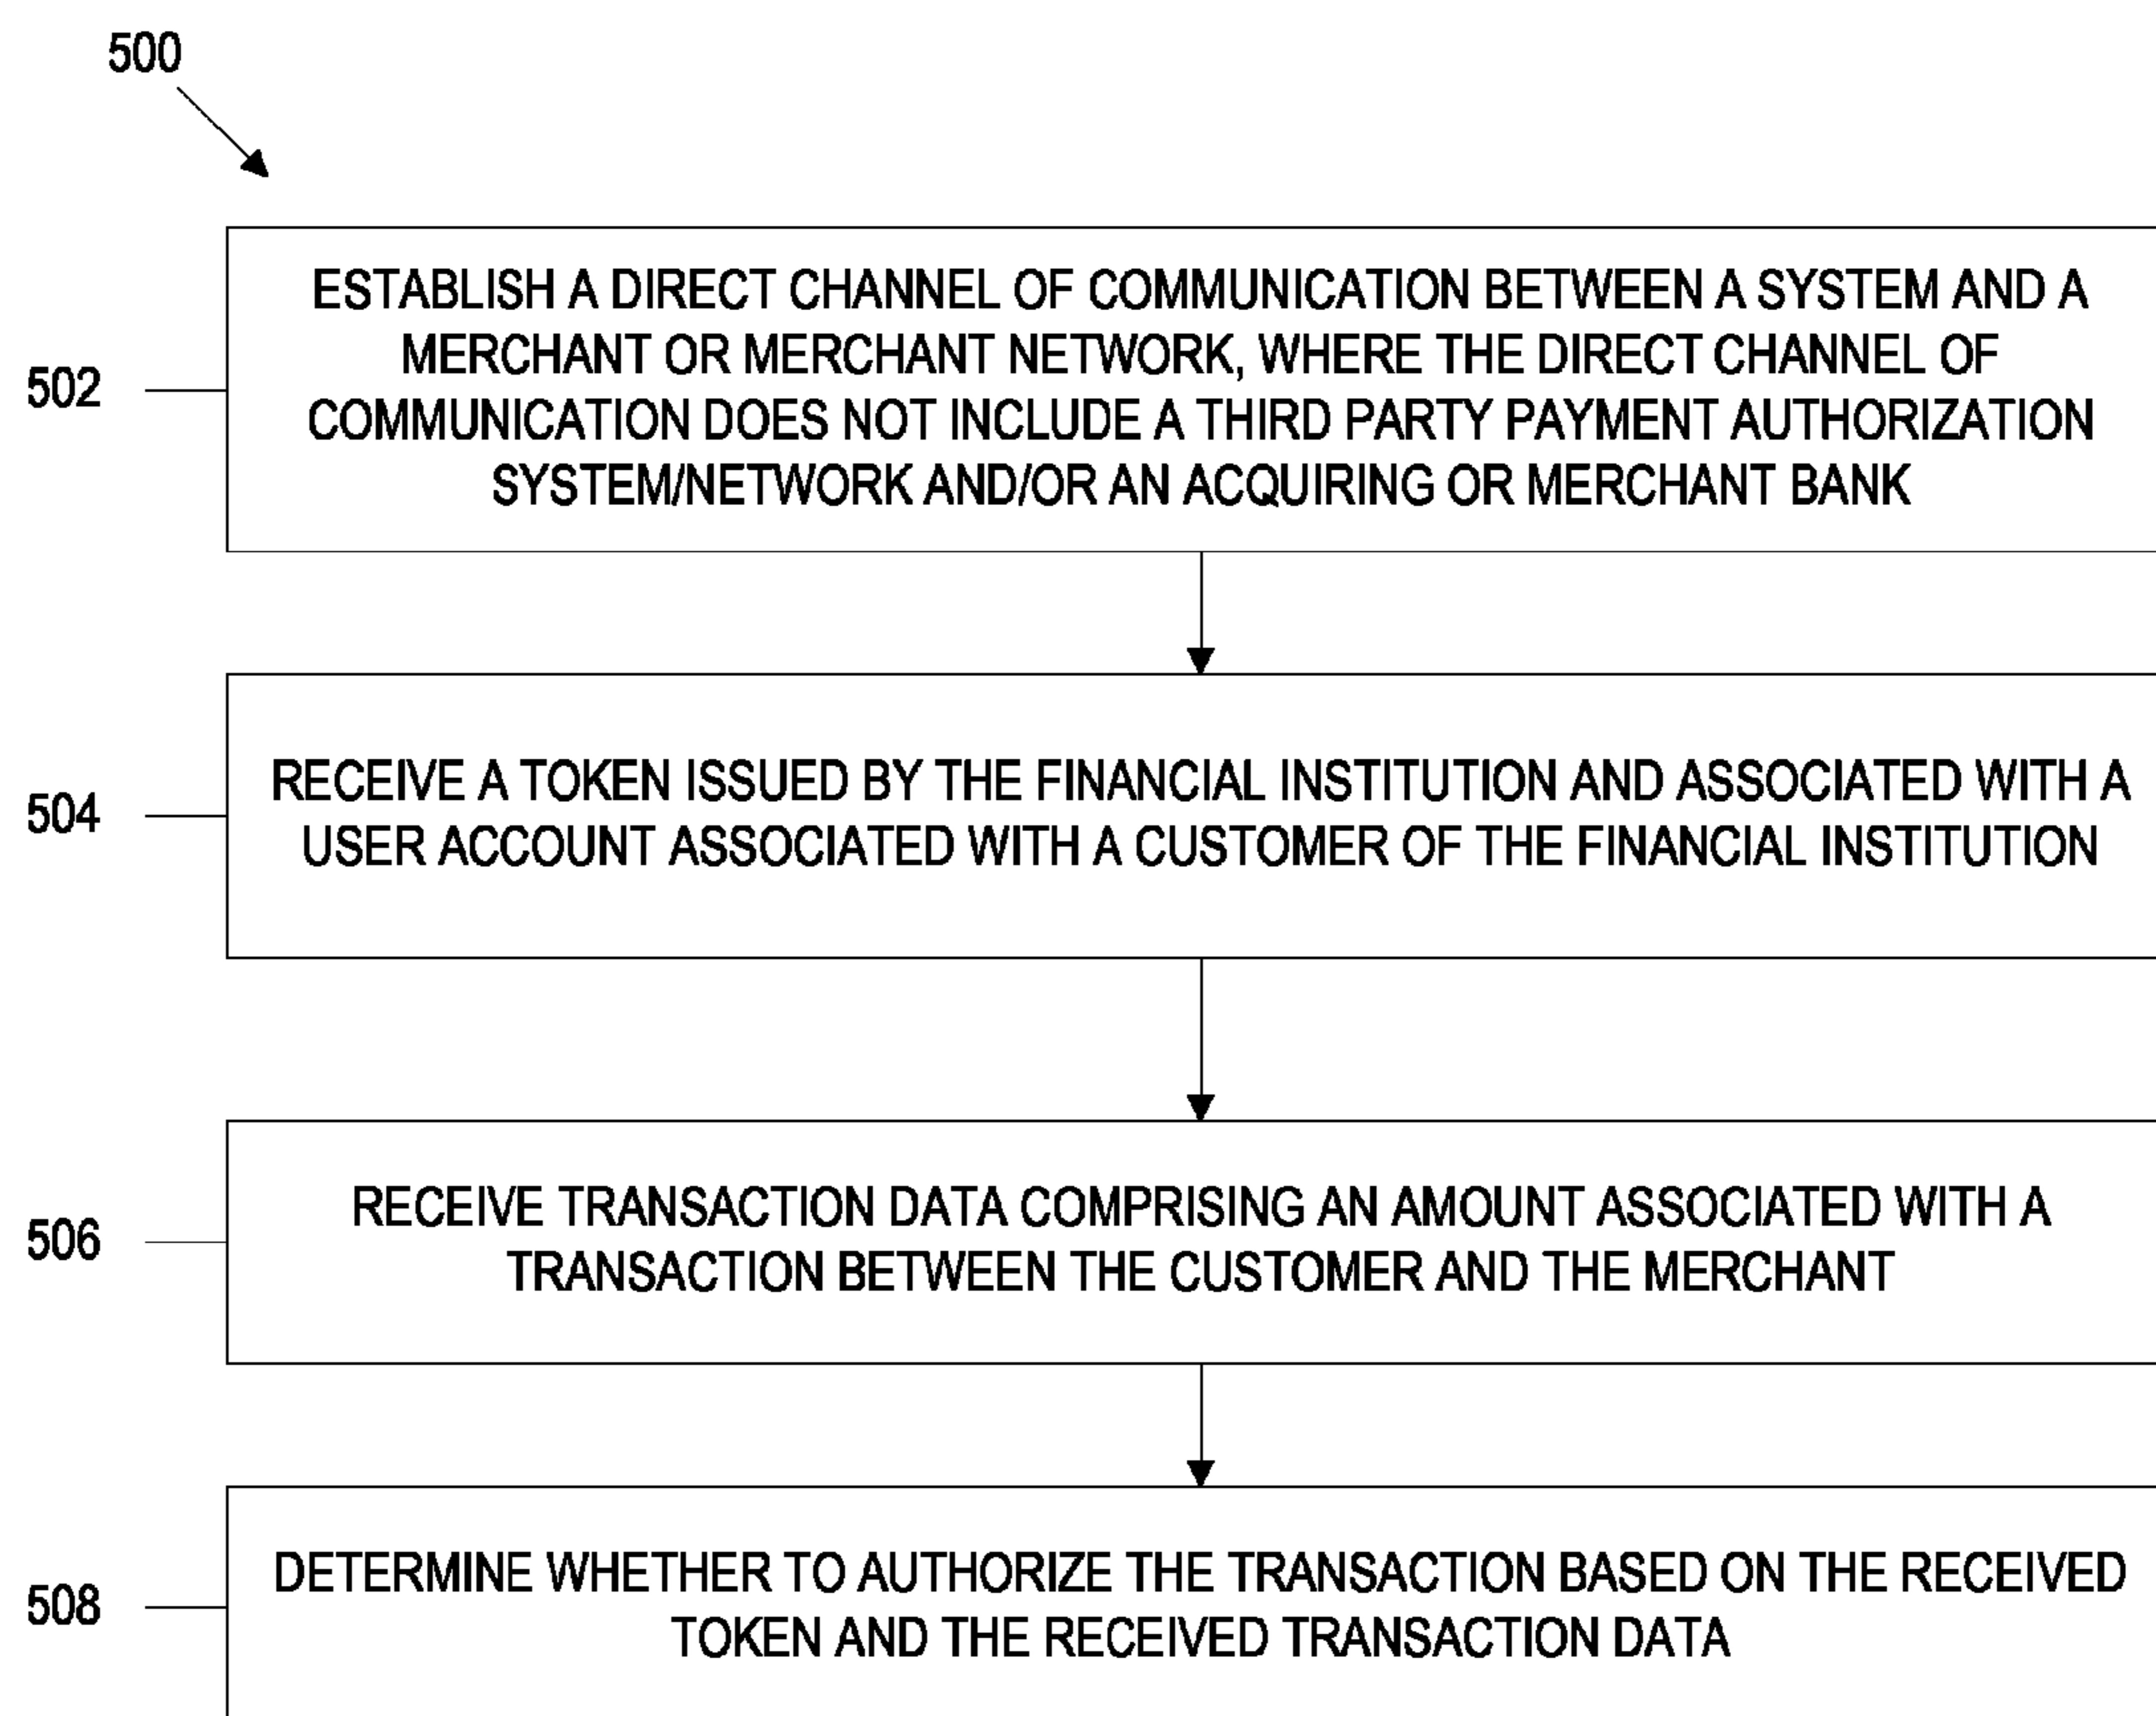 500
502
ESTABLISH A DIRECT CHANNEL OF COMMUNICATION BETWEEN A SYSTEM AND A
MERCHANT OR MERCHANT NETWORK, WHERE THE DIRECT CHANNEL OF
COMMUNICATION DOES NOT INCLUDE A THIRD PARTY PAYMENT AUTHORIZATION
SYSTEM/NETWORK AND/OR AN ACQUIRING OR MERCHANT BANK
504
RECEIVE A TOKEN ISSUED BY THE FINANCIAL INSTITUTION AND ASSOCIATED WITH A
USER ACCOUNT ASSOCIATED WITH A CUSTOMER OF THE FINANCIAL INSTITUTION
506
RECEIVE TRANSACTION DATA COMPRISING AN AMOUNT ASSOCIATED WITH A
TRANSACTION BETWEEN THE CUSTOMER AND THE MERCHANT
508
DETERMINE WHETHER TO AUTHORIZE THE TRANSACTION BASED ON THE RECEIVED
TOKEN AND THE RECEIVED TRANSACTION DATA